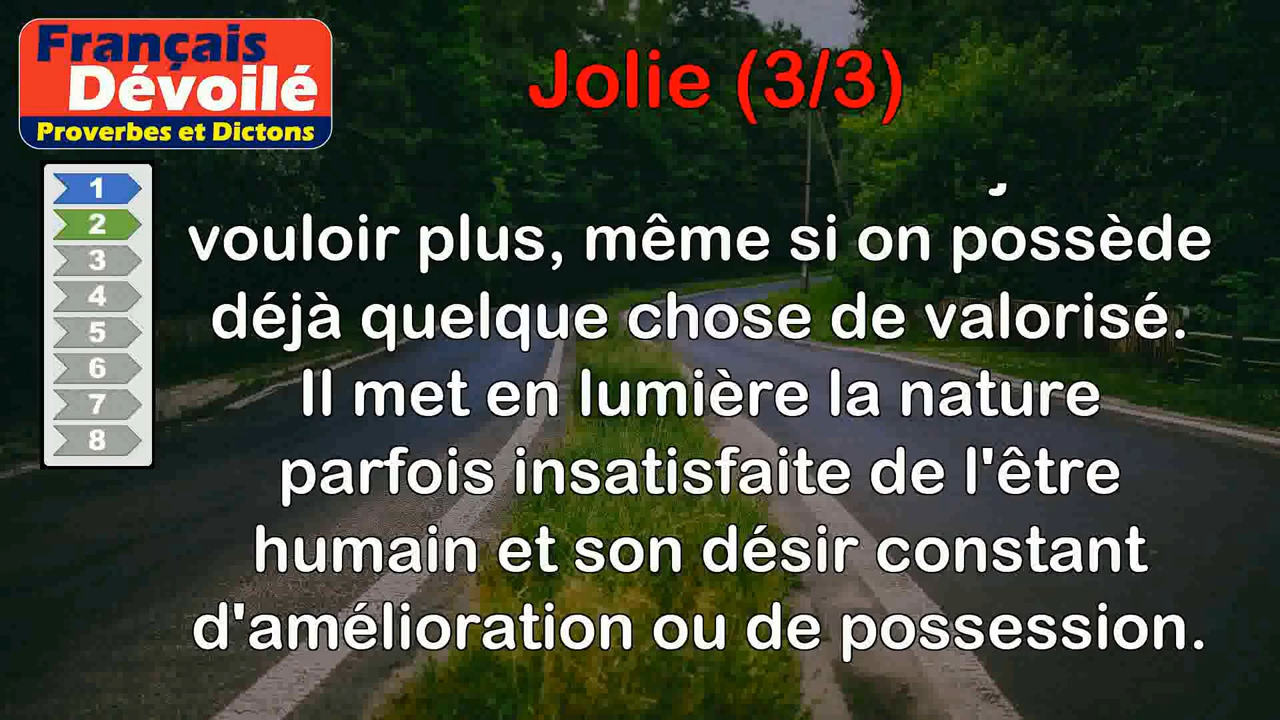 Français
Dévoilé
Proverbes et Dictons
Jolie (3/3)
1
2
3
4
5
6
7
8
vouloir plus, même si on possède
déjà quelque chose de valorisé.
Il met en lumière la nature
parfois insatisfaite de l'être
humain et son désir constant
d'amélioration ou de possession.